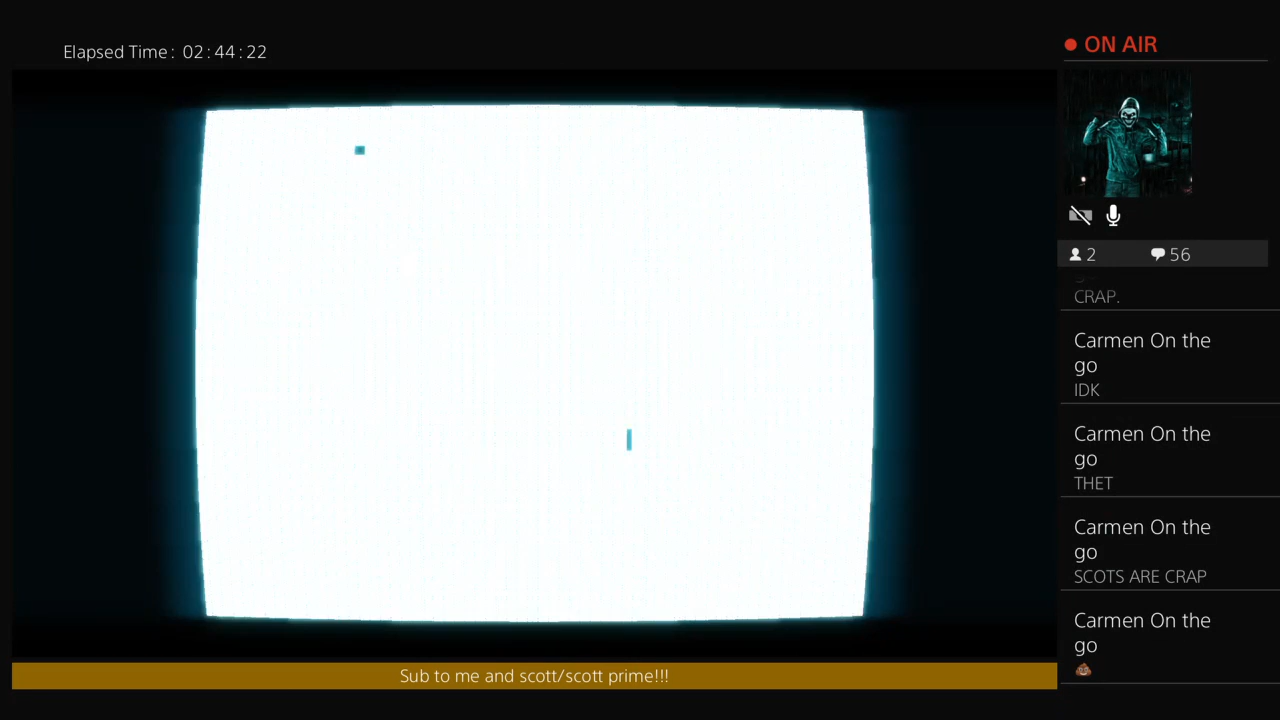 Elapsed Time: 02:44:22
ON AIR
2
56
CRAP.
Carmen On the
go
IDK
Carmen On the
go
THET
Carmen On the
go
SCOTS ARE CRAP
Carmen On the
go
Sub to me and scott/scott prime!!!